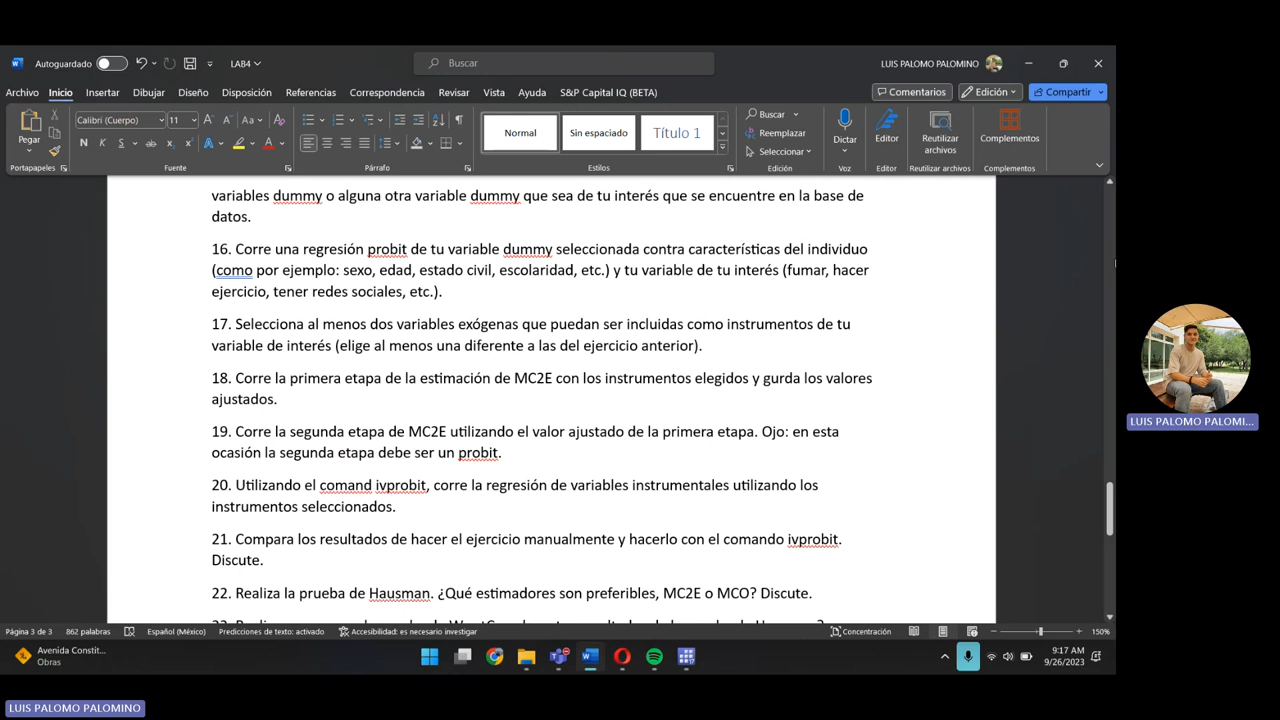 Autoguardado
LAB4
Buscar
LUIS PALOMO PALOMINO
Archivo
Inicio
Insertar
Dibujar
Diseño
Disposición
Referencias
Correspondencia
Revisar
Vista
Ayuda
S&P Capital IQ (BETA)
Comentarios
Edición
Compartir
Pegar
Calibri (Cuerpo)
11
Normal
Sin espaciado
Título 1
Buscar
Reemplazar
Seleccionar
Dictar
Editor
Reutilizar archivos
Complementos
Portapapeles
Fuente
Párrafo
Estilos
Edición
Voz
Editor
Reutilizar archivos
Complementos
variables dummy o alguna otra variable dummy que sea de tu interés que se encuentre en la base de
datos.
16. Corre una regresión probit de tu variable dummy seleccionada contra características del individuo
(como por ejemplo: sexo, edad, estado civil, escolaridad, etc.) y tu variable de tu interés (fumar, hacer
ejercicio, tener redes sociales, etc.).
17. Selecciona al menos dos variables exógenas que puedan ser incluidas como instrumentos de tu
variable de interés (elige al menos una diferente a las del ejercicio anterior).
18. Corre la primera etapa de la estimación de MC2E con los instrumentos elegidos y gurda los valores
ajustados.
19. Corre la segunda etapa de MC2E utilizando el valor ajustado de la primera etapa. Ojo: en esta
ocasión la segunda etapa debe ser un probit.
20. Utilizando el comand ivprobit, corre la regresión de variables instrumentales utilizando los
instrumentos seleccionados.
21. Compara los resultados de hacer el ejercicio manualmente y hacerlo con el comando ivprobit.
Discute.
22. Realiza la prueba de Hausman. ¿Qué estimadores son preferibles, MC2E o MCO? Discute.
LUIS PALOMO PALOMI...
Página 3 de 3
862 palabras
Español (México)
Predicciones de texto: activado
Accesibilidad: es necesario investigar
Concentración
150%
Avenida Constit...
Obras
9:17 AM
9/26/2023
LUIS PALOMO PALOMINO